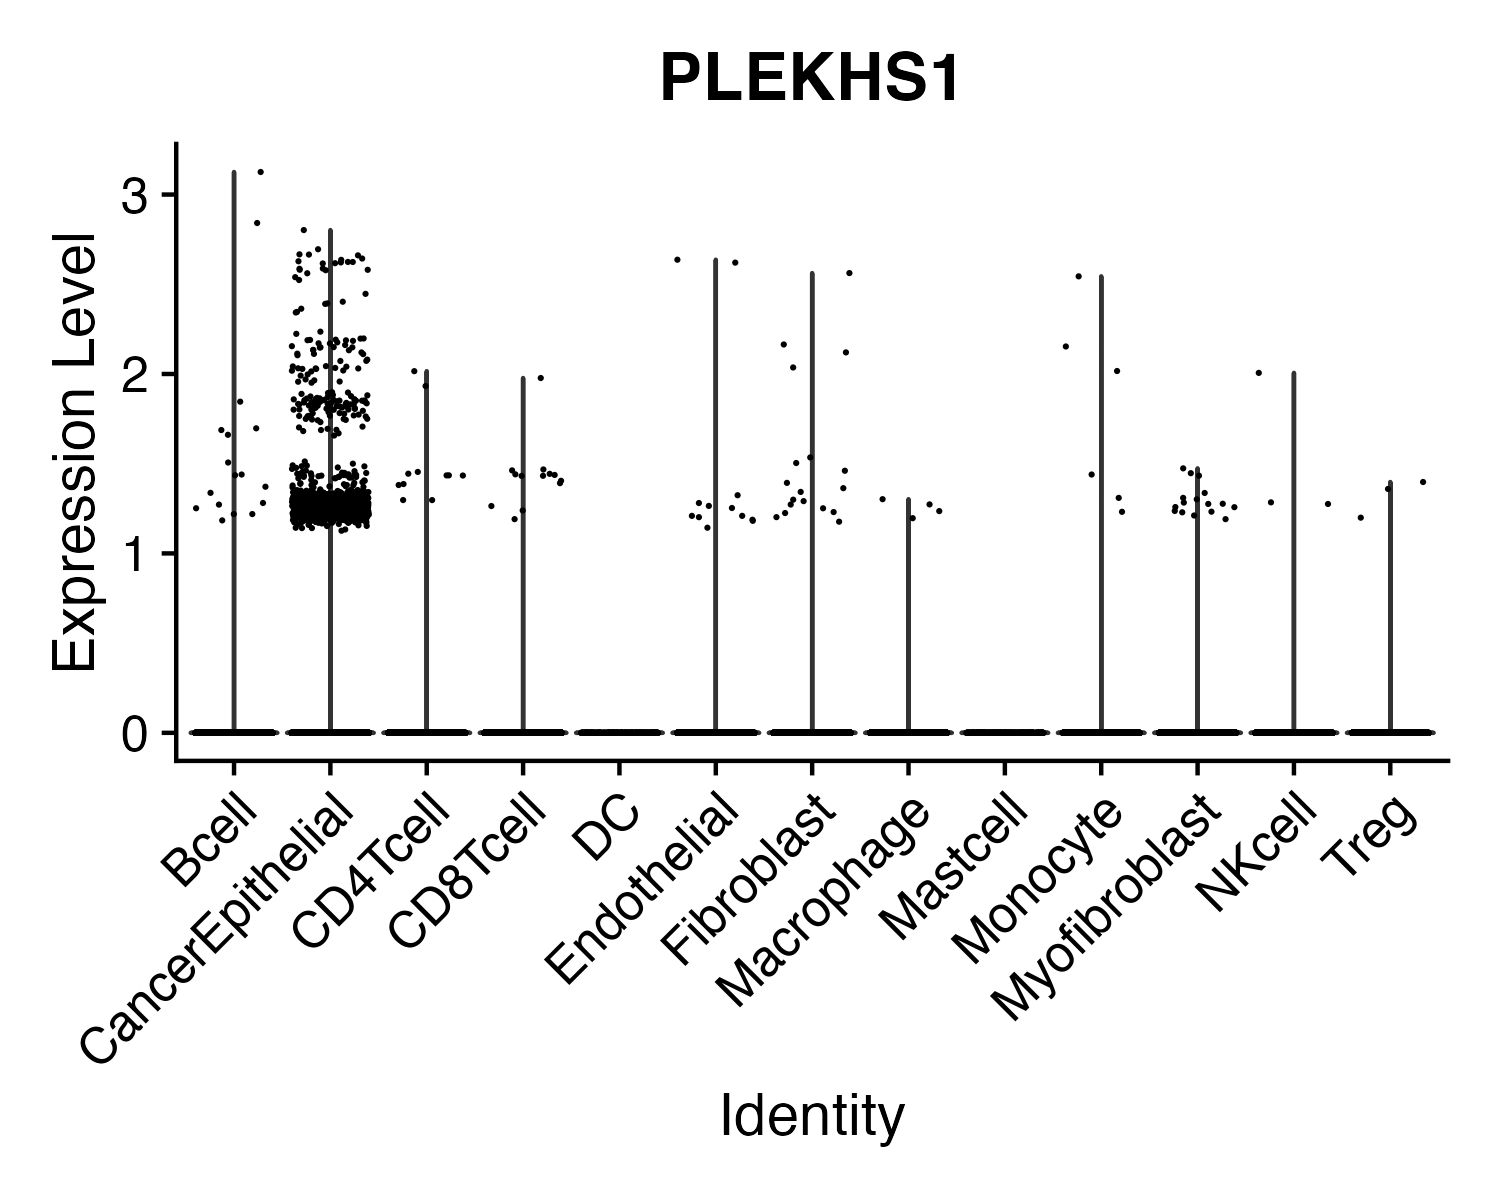 PLEKHS1
Expression Level
3
2
1
0
Bcell
CancerEpithelial
CD4Tcell
CD8Tcell
DC
Endothelial
Fibroblast
Macrophage
Mastcell
Monocyte
Myofibroblast
NKcell
Treg
Identity